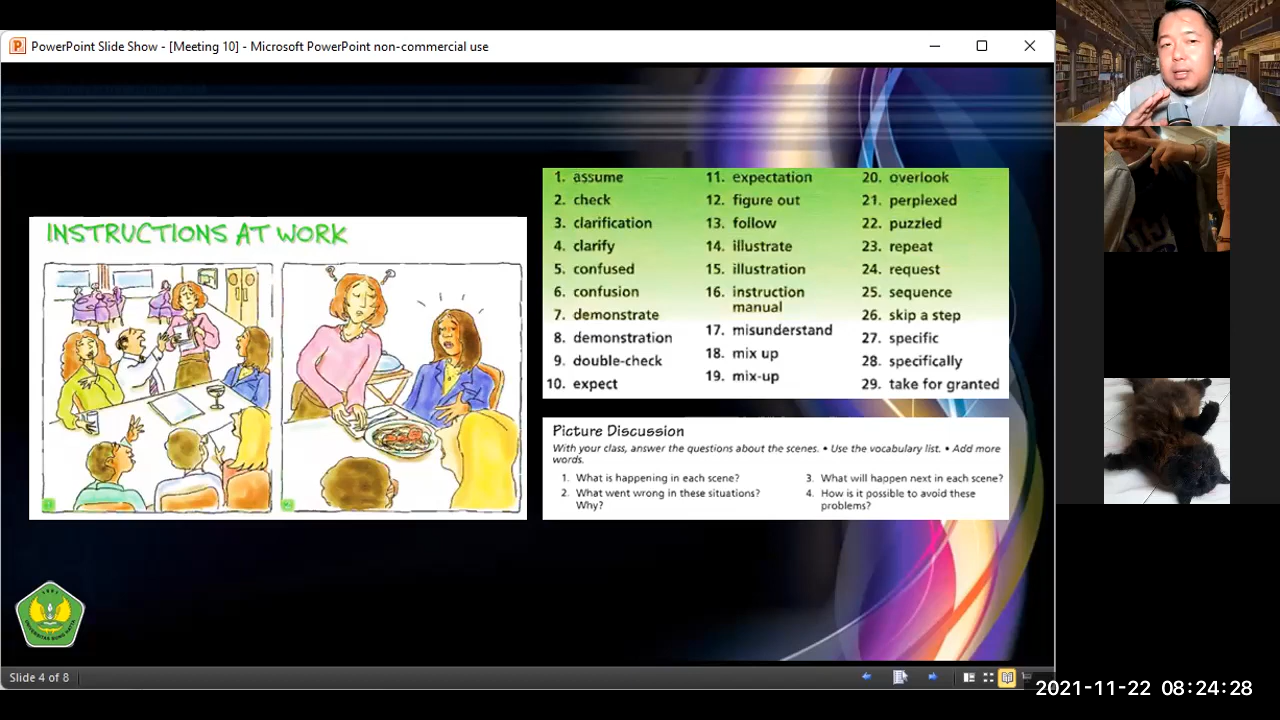 PowerPoint Slide Show - [Meeting 10] - Microsoft PowerPoint non-commercial use
INSTRUCTIONS AT WORK
1. assume
2. check
3. clarification
4. clarify
5. confused
6. confusion
7. demonstrate
8. demonstration
9. double-check
10. expect
11. expectation
12. figure out
13. follow
14. illustrate
15. illustration
16. instruction
manual
17. misunderstand
18. mix up
19. mix-up
20. overlook
21. perplexed
22. puzzled
23. repeat
24. request
25. sequence
26. skip a step
27. specific
28. specifically
29. take for granted
Picture Discussion
With your class, answer the questions about the scenes. • Use the vocabulary list. • Add more
words.
1. What is happening in each scene?
2. What went wrong in these situations?
Why?
3. What will happen next in each scene?
4. How is it possible to avoid these
problems?
UNIVERSITAS BUNG HATTA
Slide 4 of 8
2021-11-22 08:24:28